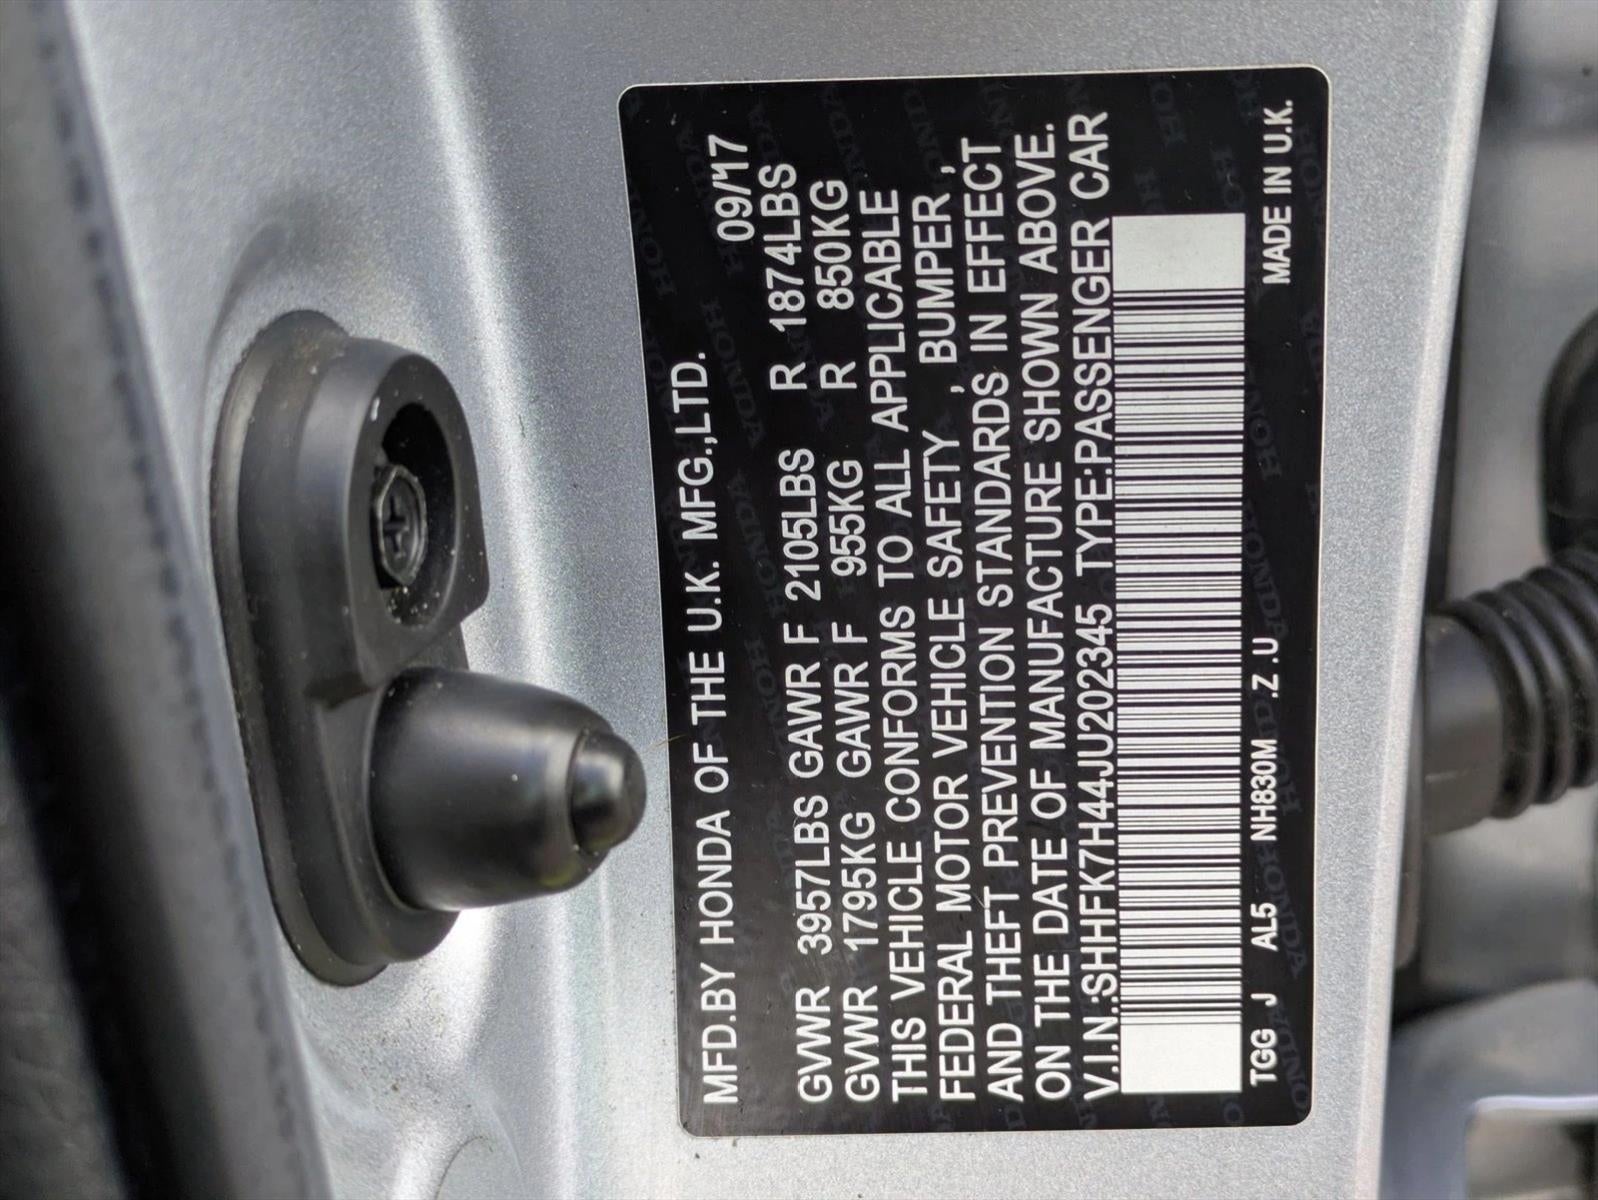 MFD.BY HONDA OF THE U.K. MFG.,LTD. 09/17
GVWR 3957LBS GAWR F 2105LBS R 1874LBS
GVWR 1795KG GAWR F 955KG R 850KG
THIS VEHICLE CONFORMS TO ALL APPLICABLE
FEDERAL MOTOR VEHICLE SAFETY , BUMPER ,
AND THEFT PREVENTION STANDARDS IN EFFECT
ON THE DATE OF MANUFACTURE SHOWN ABOVE.
V.I.N.:SHHFK7H44JU202345 TYPE:PASSENGER CAR
TGG J AL5 NH830M .Z .U MADE IN U.K.